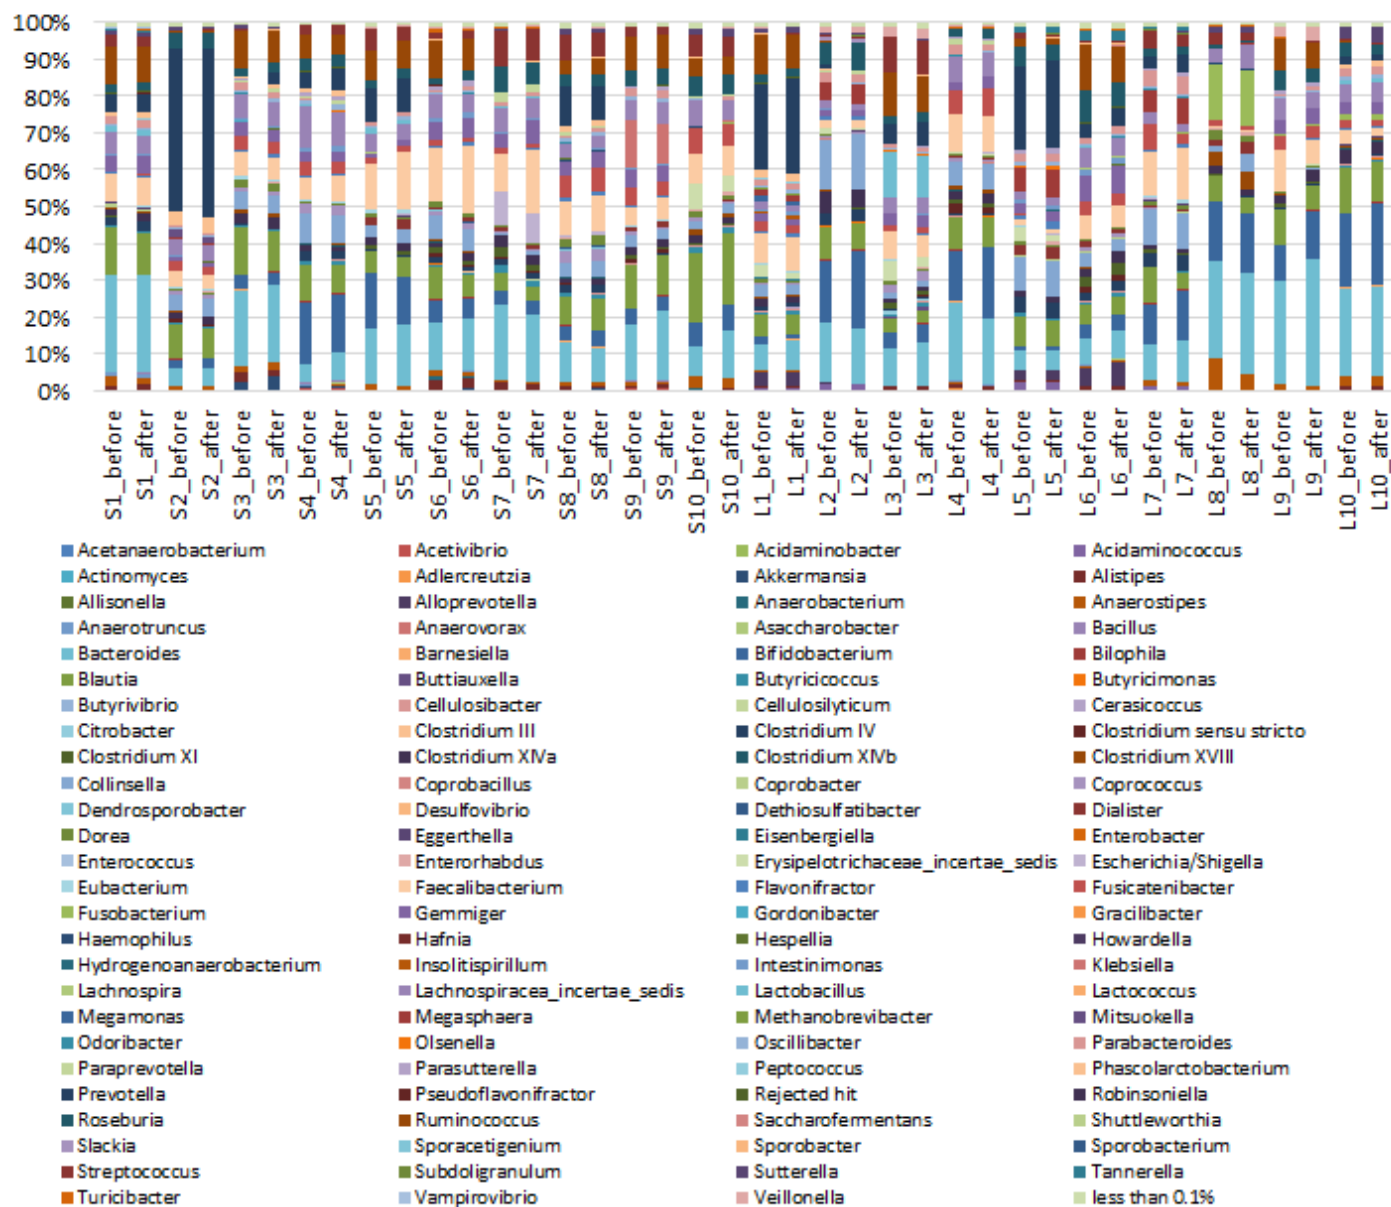 100%
90%
80%
70%
60%
50%
40%
30%
20%
10%
0%
S1_before
S1_after
S2_before
S2_after
S3_before
S3_after
S4_before
S4_after
S5_before
S5_after
S6_before
S6_after
S7_before
S7_after
S8_before
S8_after
S9_before
S9_after
S10_before
S10_after
L1_before
L1_after
L2_before
L2_after
L3_before
L3_after
L4_before
L4_after
L5_before
L5_after
L6_before
L6_after
L7_before
L7_after
L8_before
L8_after
L9_before
L9_after
L10_before
L10_after
Acetanaerobacterium Acetivibrio Acidaminobacter Acidaminococcus
Actinomyces Adlercreutzia Akkermansia Alistipes
Allisonella Alloprevotella Anaerobacterium Anaerostipes
Anaerotruncus Anaerovorax Asaccharobacter Bacillus
Bacteroides Barnesiella Bifidobacterium Bilophila
Blautia Buttiauxella Butyricicoccus Butyricimonas
Butyrivibrio Cellulosibacter Cellulosilyticum Cerasicoccus
Citrobacter Clostridium III Clostridium IV Clostridium sensu stricto
Clostridium XI Clostridium XIVa Clostridium XIVb Clostridium XVIII
Collinsella Coprobacillus Coprobacter Coprococcus
Dendrosporobacter Desulfovibrio Dethiosulfatibacter Dialister
Dorea Eggerthella Eisenbergiella Enterobacter
Enterococcus Enterorhabdus Erysipelotrichaceae_incertae_sedis Escherichia/Shigella
Eubacterium Faecalibacterium Flavonifractor Fusicatenibacter
Fusobacterium Gemmiger Gordonibacter Gracilibacter
Haemophilus Hafnia Hespellia Howardella
Hydrogenoanaerobacterium Insolitispirillum Intestinimonas Klebsiella
Lachnospira Lachnospiracea_incertae_sedis Lactobacillus Lactococcus
Megamonas Megasphaera Methanobrevibacter Mitsuokella
Odoribacter Olsenella Oscillibacter Parabacteroides
Paraprevotella Parasutterella Peptococcus Phascolarctobacterium
Prevotella Pseudoflavonifractor Rejected hit Robinsoniella
Roseburia Ruminococcus Saccharofermentans Shuttleworthia
Slackia Sporacetigenium Sporobacter Sporobacterium
Streptococcus Subdoligranulum Sutterella Tannerella
Turicibacter Vampirovibrio Veillonella less than 0.1%